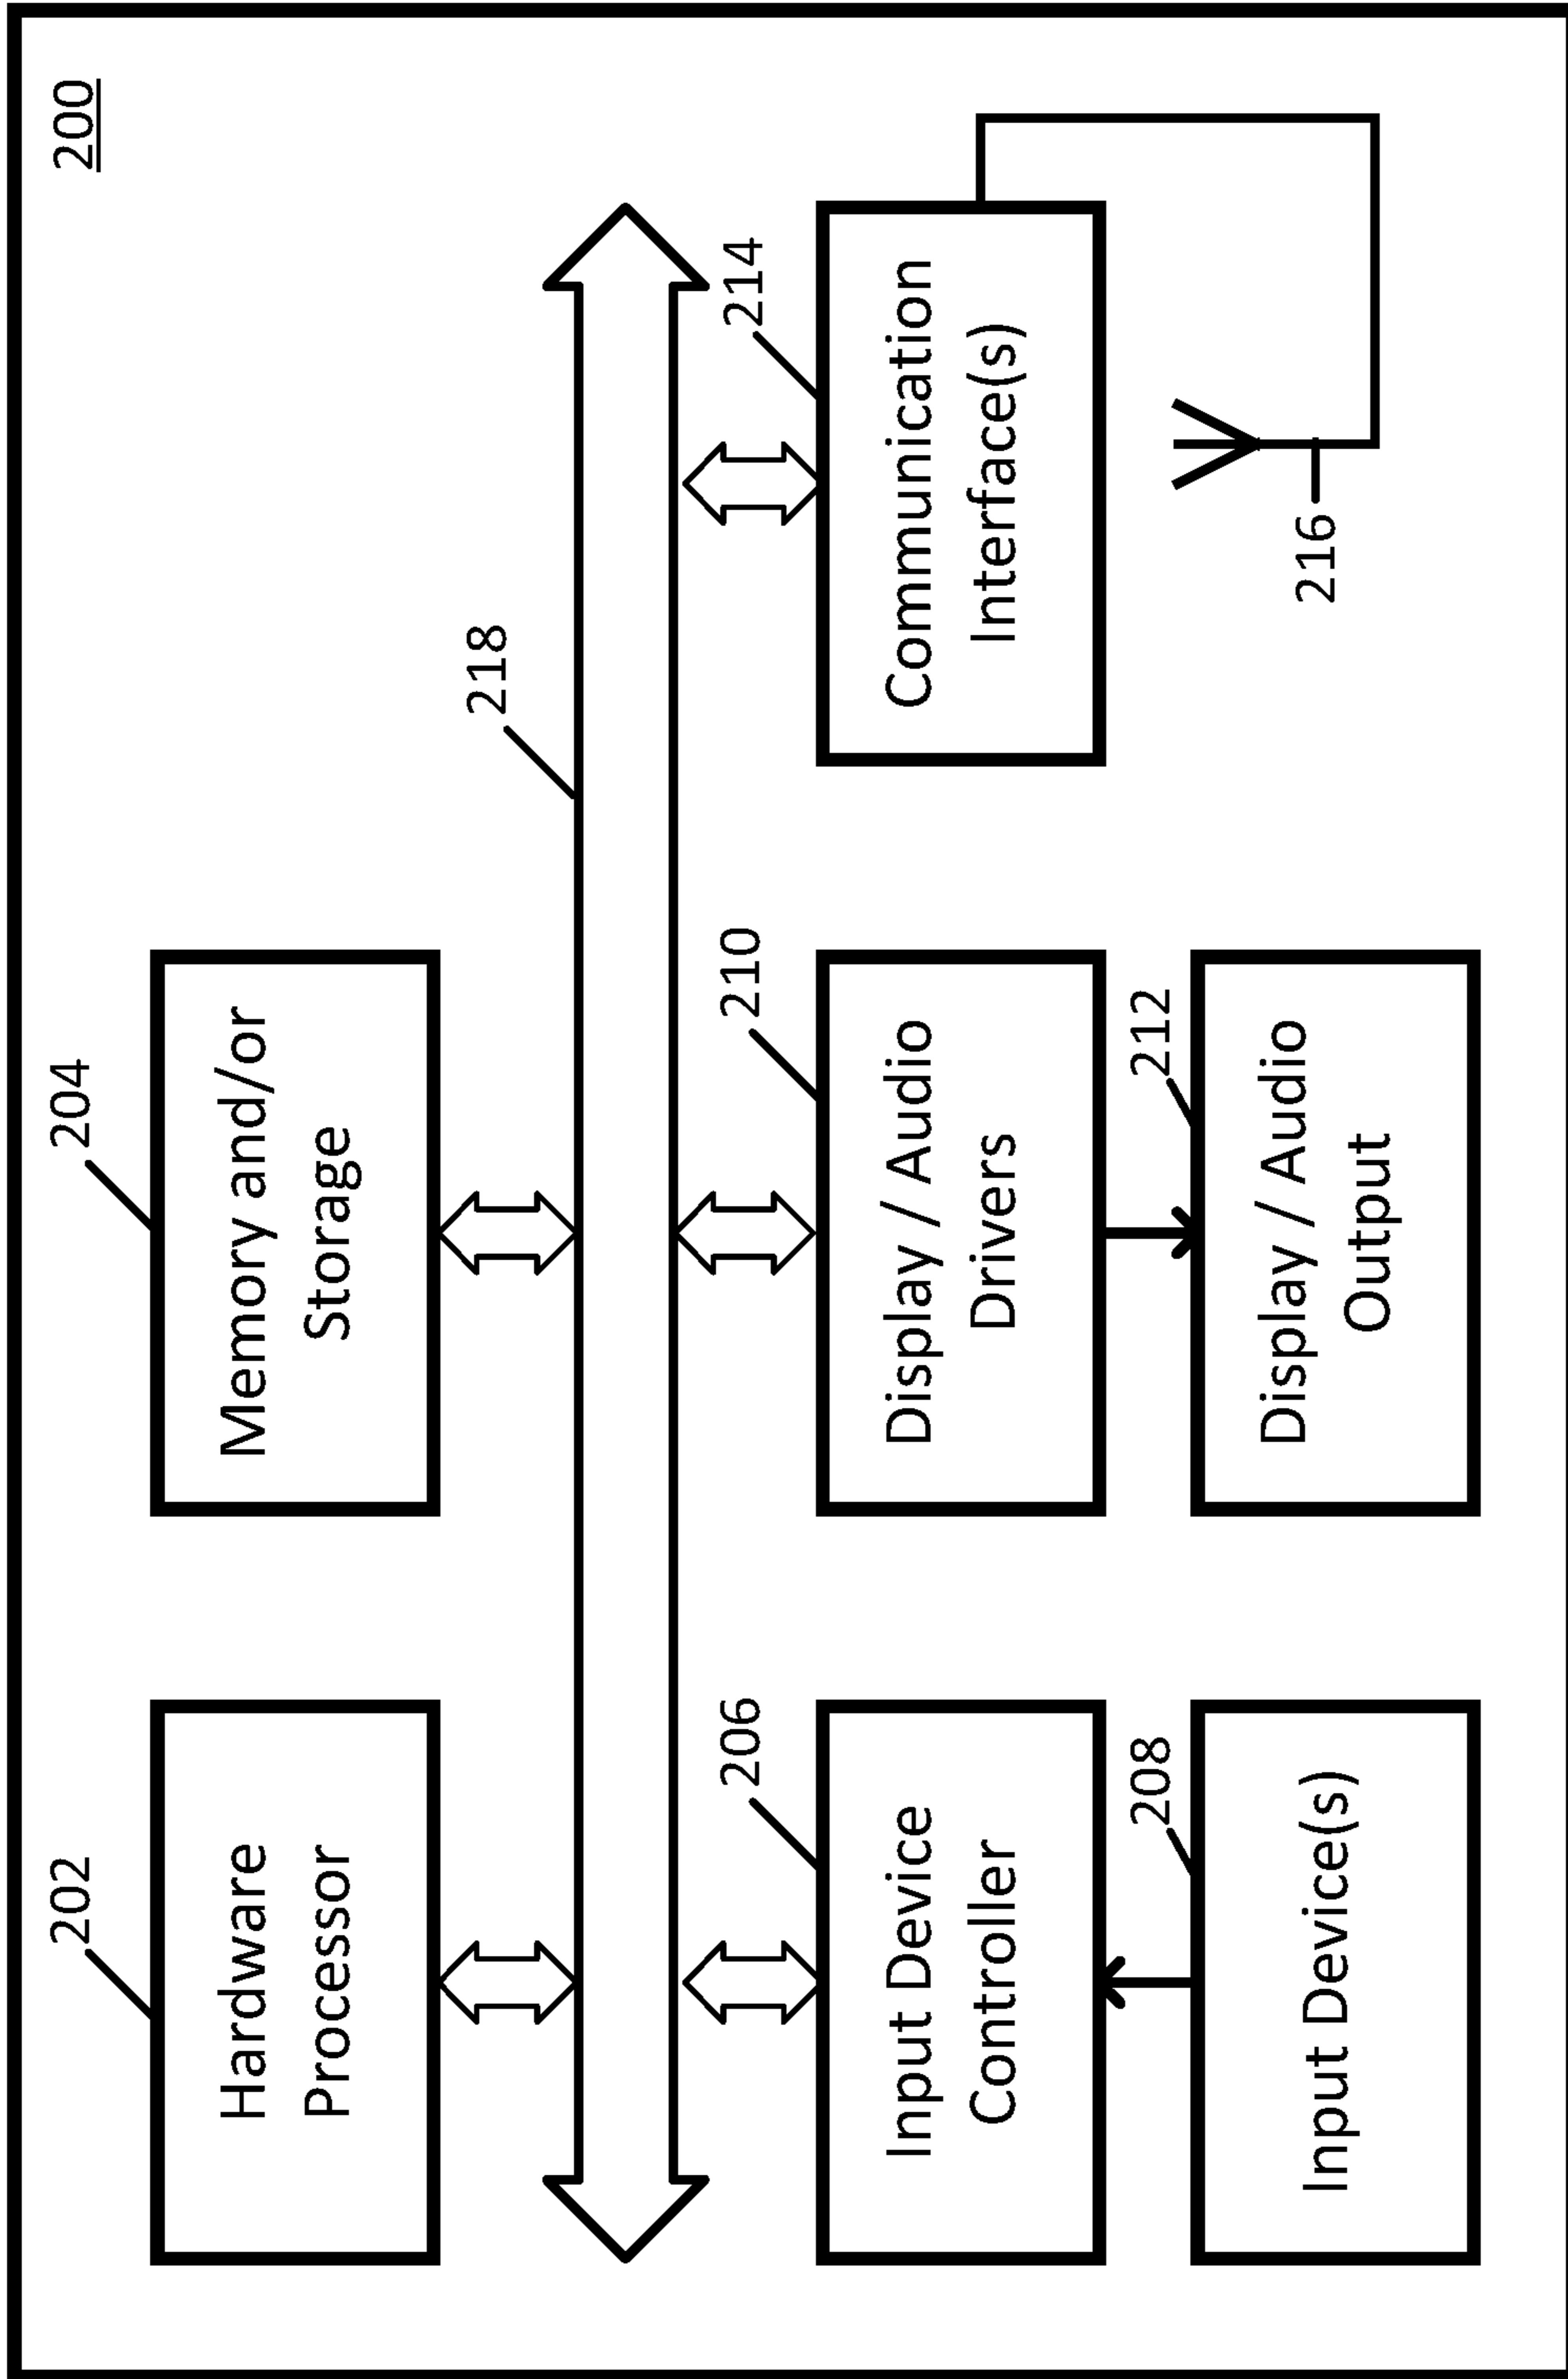 200
202
Hardware
Processor
204
Memory and/or
Storage
218
206
Input Device
Controller
210
Display / Audio
Drivers
214
Communication
Interface(s)
208
Input Device(s)
212
Display / Audio
Output
216